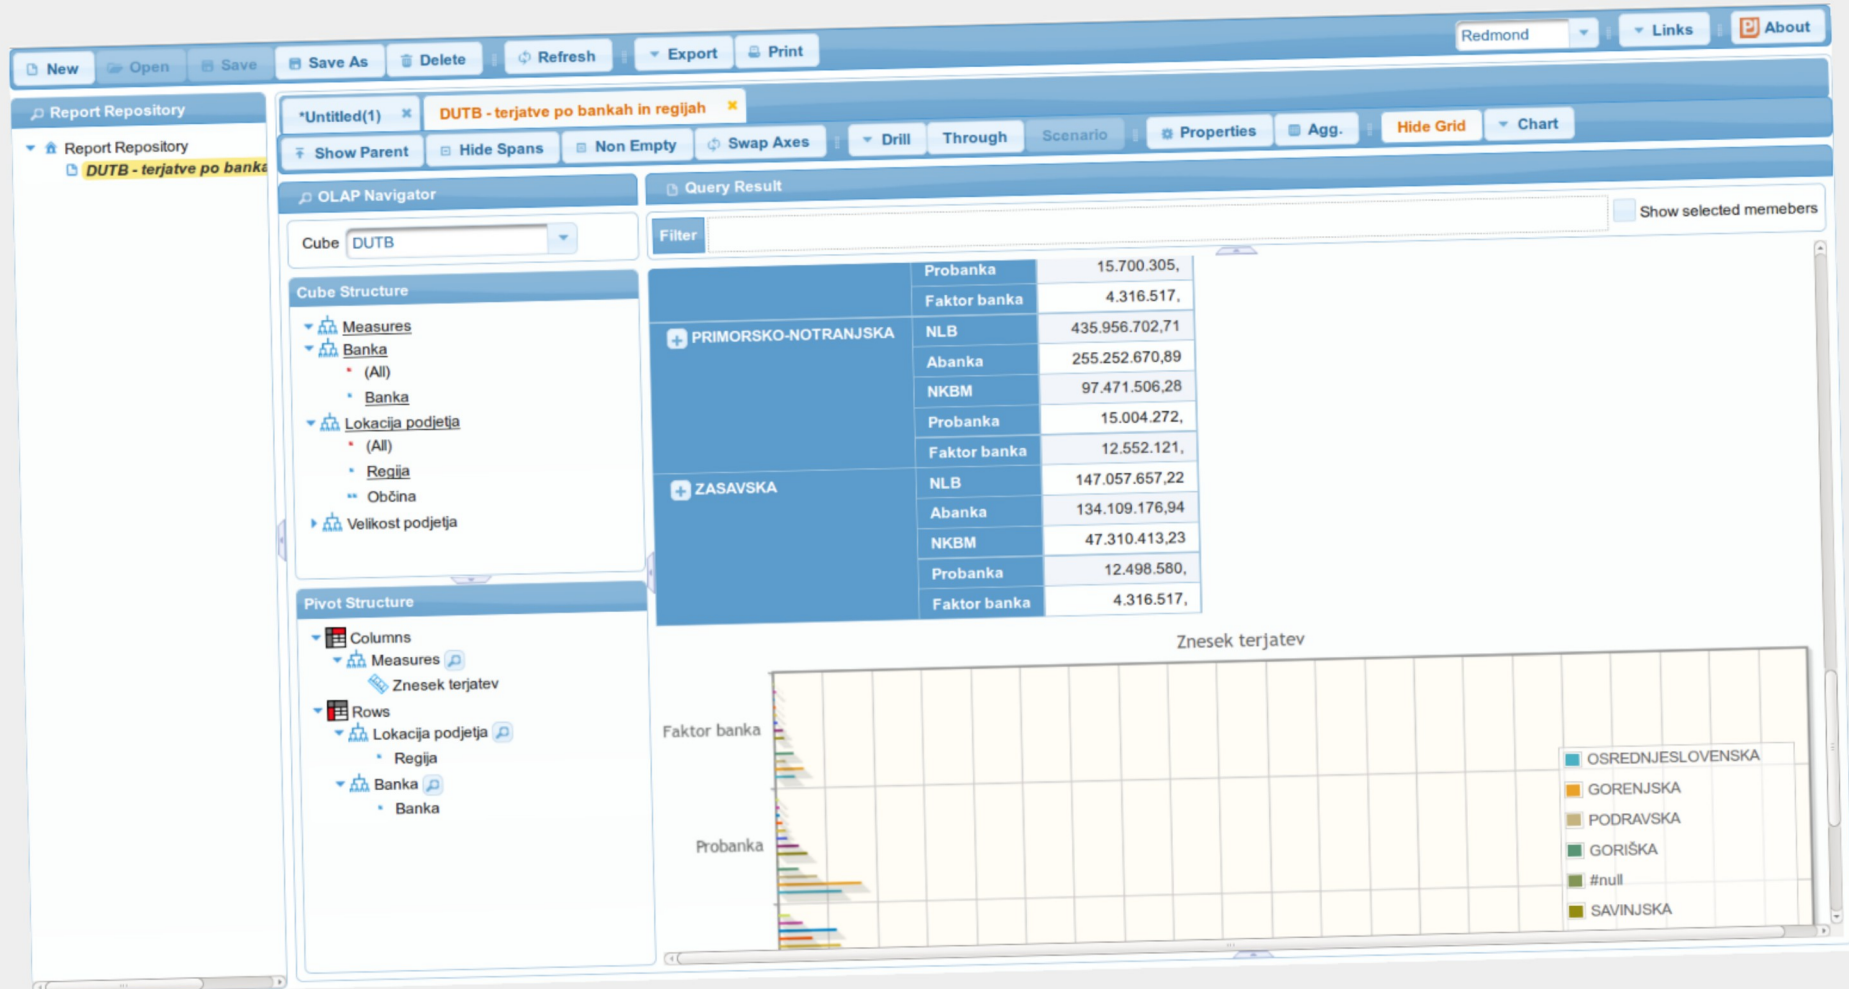 New Open Save Save As Delete Refresh Export Print Redmond Links About
Report Repository
Report Repository
DUTB - terjatve po banka
*Untitled(1) DUTB - terjatve po bankah in regijah
Show Parent Hide Spans Non Empty Swap Axes Drill Through Scenario Properties Agg. Hide Grid Chart
OLAP Navigator
Cube DUTB
Cube Structure
Measures
Banka
(All)
Banka
Lokacija podjetja
(All)
Regija
Občina
Velikost podjetja
Pivot Structure
Columns
Measures
Znesek terjatev
Rows
Lokacija podjetja
Regija
Banka
Banka
Query Result
Filter Show selected memebers
Probanka 15.700.305,
Faktor banka 4.316.517,
PRIMORSKO-NOTRANJSKA NLB 435.956.702,71
Abanka 255.252.670,89
NKBM 97.471.506,28
Probanka 15.004.272,
Faktor banka 12.552.121,
ZASAVSKA NLB 147.057.657,22
Abanka 134.109.176,94
NKBM 47.310.413,23
Probanka 12.498.580,
Faktor banka 4.316.517,
Znesek terjatev
Faktor banka
Probanka
OSREDNJESLOVENSKA
GORENJSKA
PODRAVSKA
GORIŠKA
#null
SAVINJSKA